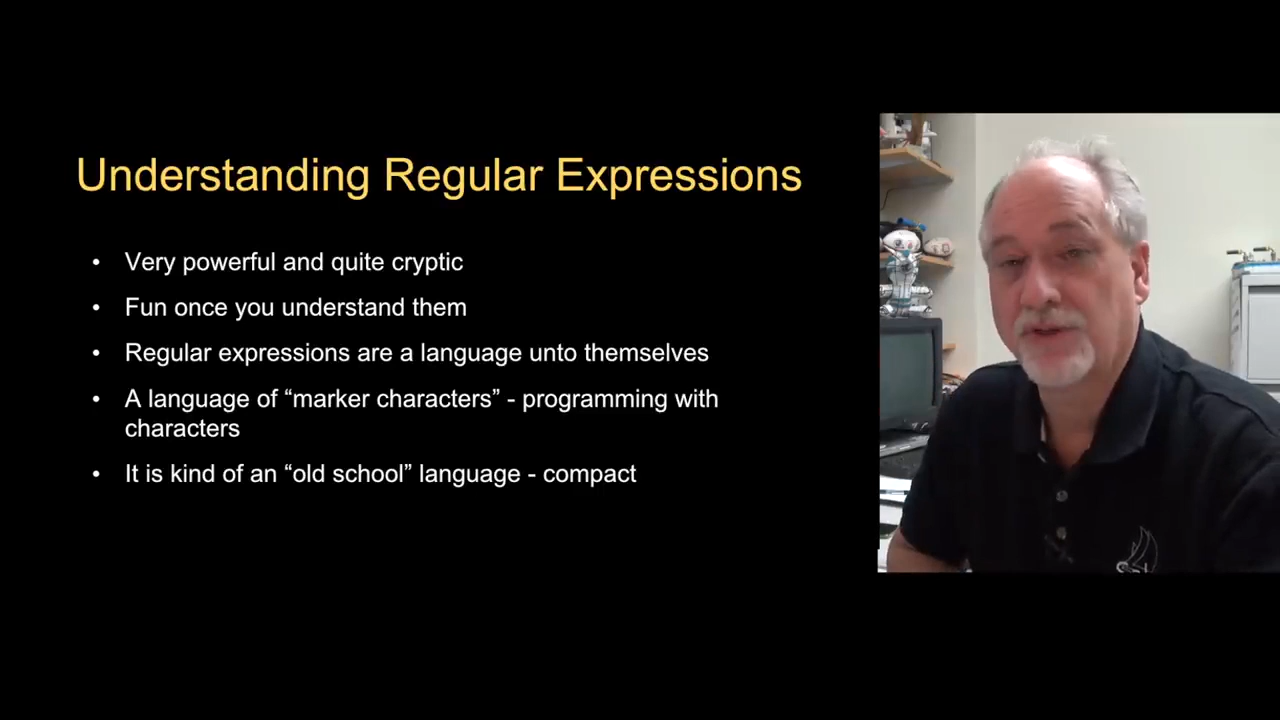 Understanding Regular Expressions
• Very powerful and quite cryptic
• Fun once you understand them
• Regular expressions are a language unto themselves
• A language of “marker characters” - programming with
characters
• It is kind of an “old school” language - compact